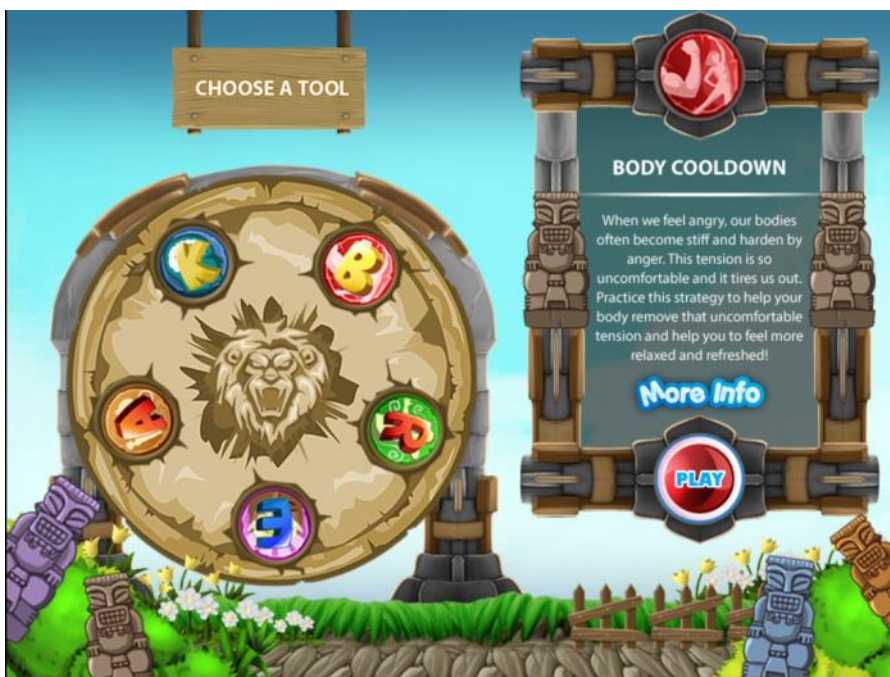 CHOOSE A TOOL
K
B
A
R
E
BODY COOLDOWN
When we feel angry, our bodies
often become stiff and harden by
anger. This tension is so
uncomfortable and it tires us out.
Practice this strategy to help your
body remove that uncomfortable
tension and help you to feel more
relaxed and refreshed!
More Info
PLAY